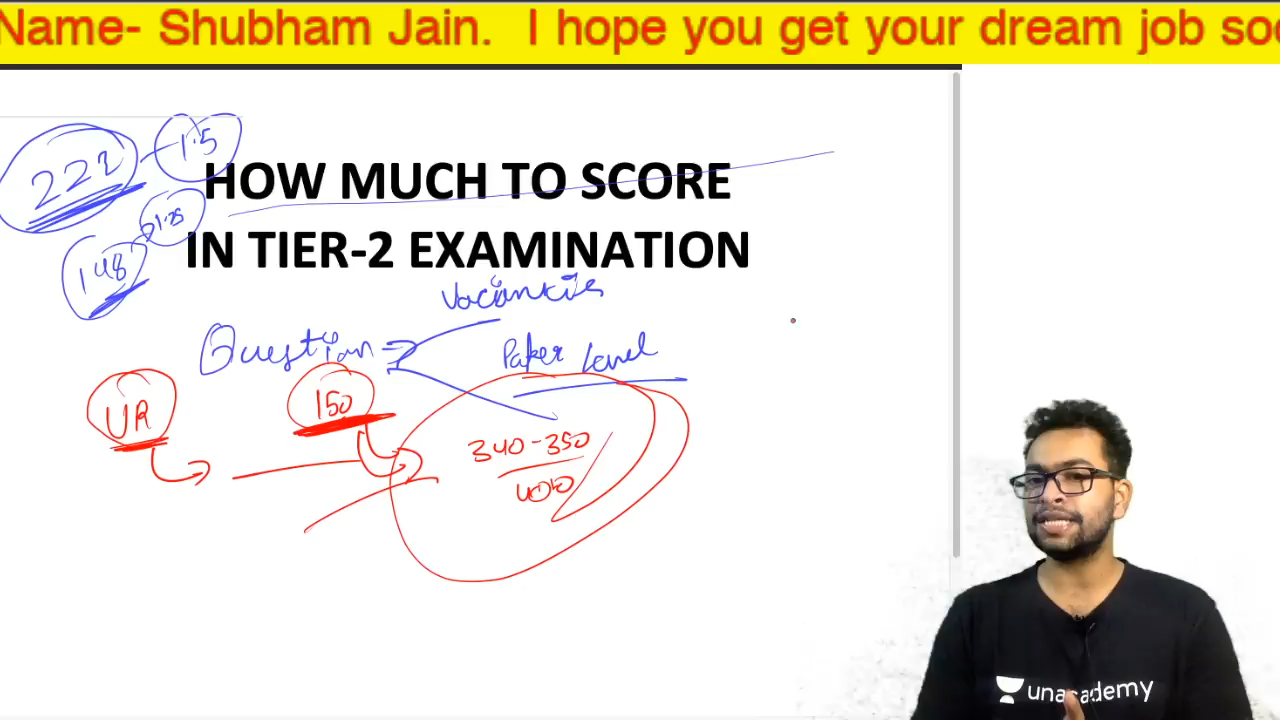 Name- Shubham Jain. I hope you get your dream job soo
222
1.5
HOW MUCH TO SCORE
1.25
148
IN TIER-2 EXAMINATION
Vacancies
Question
Paper level
UR
150
340-350
400
unacademy